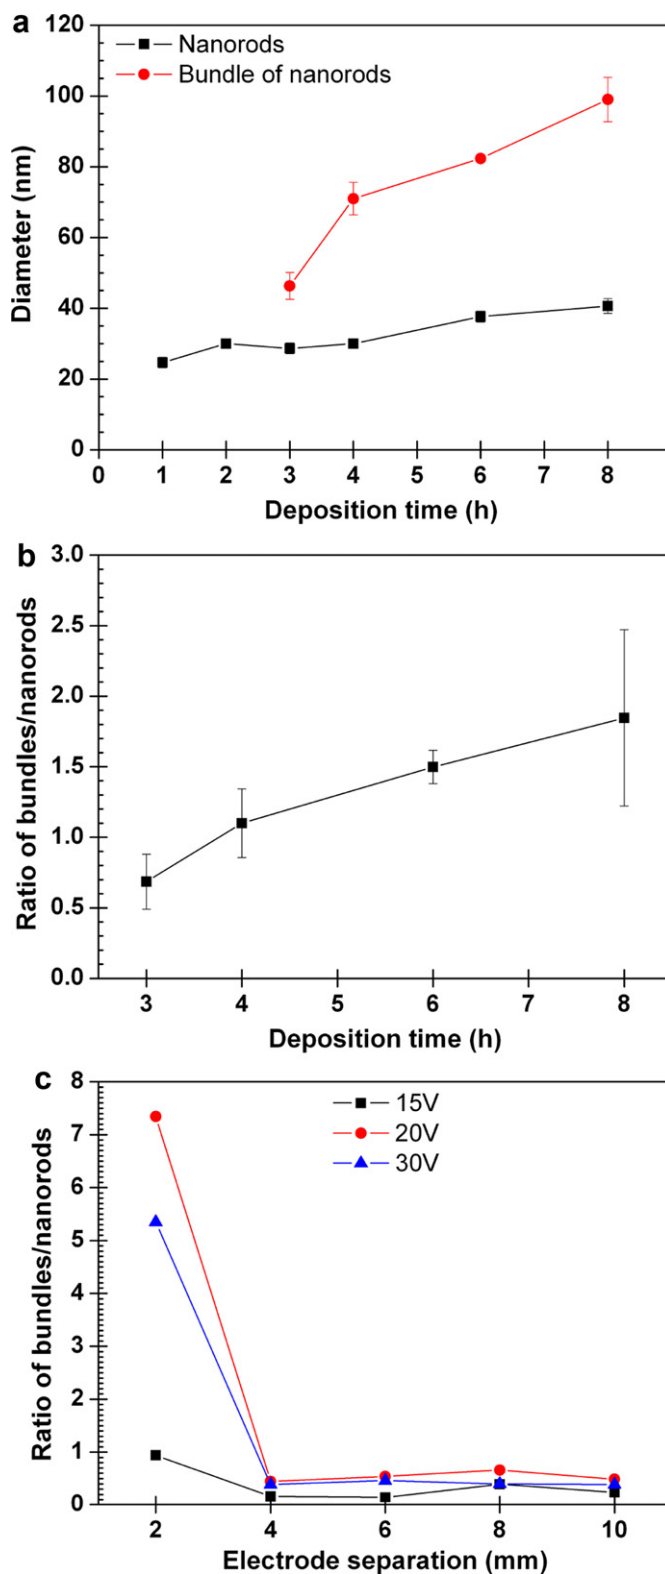 a
120
100
80
60
40
20
0
Diameter (nm)
Nanorods
Bundle of nanorods
0 1 2 3 4 5 6 7 8
Deposition time (h)
b
3.0
2.5
2.0
1.5
1.0
0.5
0.0
Ratio of bundles/nanorods
3 4 5 6 7 8
Deposition time (h)
c
8
7
6
5
4
3
2
1
0
Ratio of bundles/nanorods
15V
20V
30V
2 4 6 8 10
Electrode separation (mm)